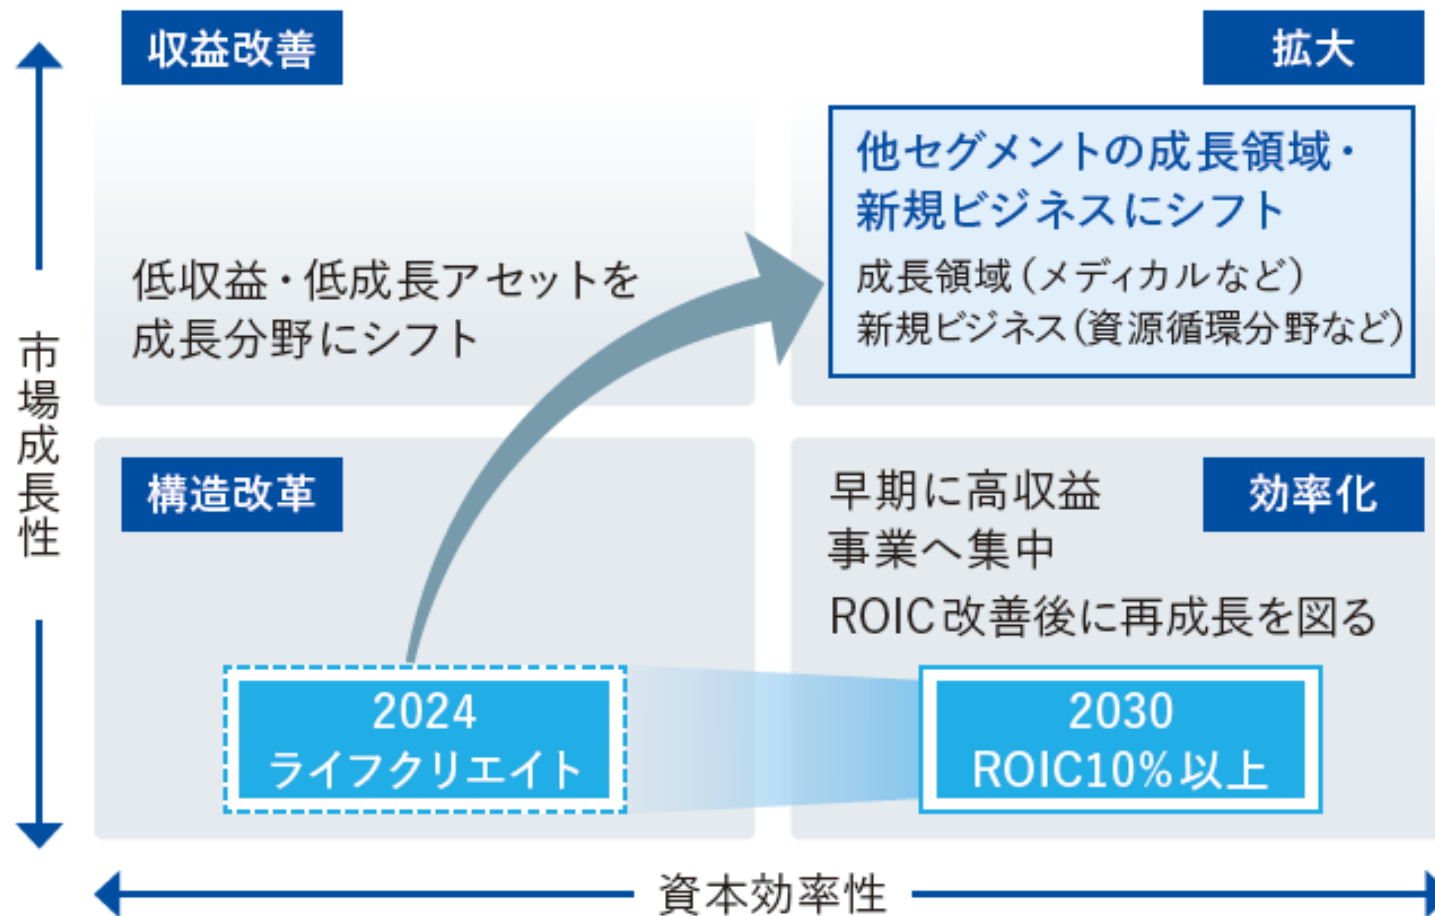 収益改善
拡大
他セグメントの成長領域・
新規ビジネスにシフト
成長領域(メディカルなど)
新規ビジネス(資源循環分野など)
低収益・低成長アセットを
成長分野にシフト
市場成長性
構造改革
効率化
早期に高収益
事業へ集中
ROIC改善後に再成長を図る
2024
ライフクリエイト
2030
ROIC10%以上
資本効率性